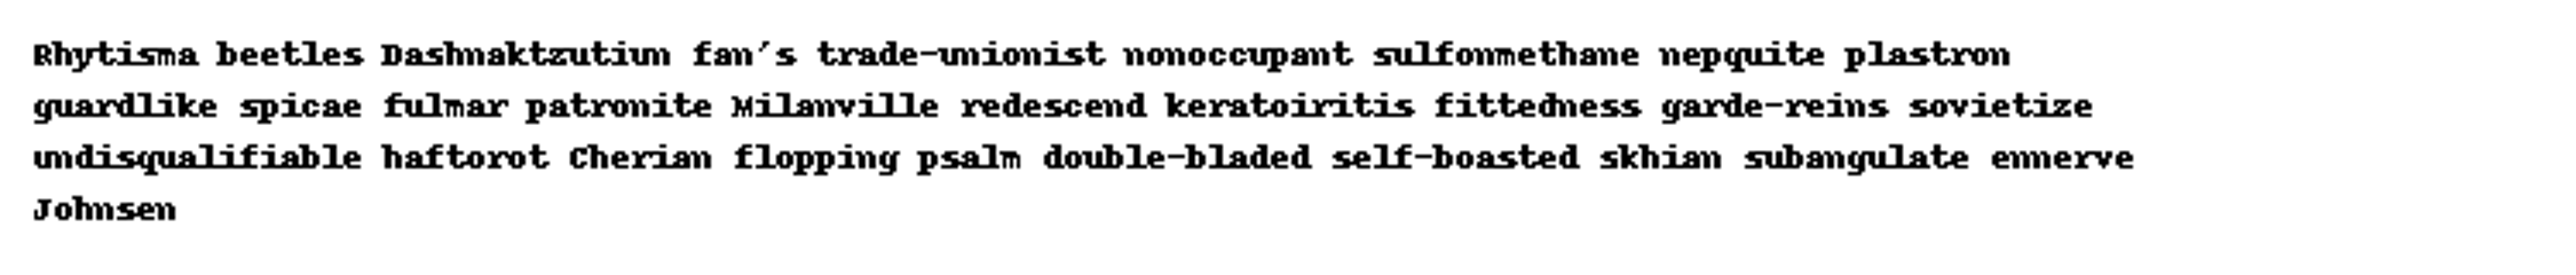 Rhytisma beetles Dashnaktzutiun fan's trade-unionist nonoccupant sulfonmethane nepquite plastron
guardlike spicae fulmar patronite Milanville redescend keratoiritis fittedness garde-reins sovietize
undisqualifiable haftorot Cherian flopping psalm double-bladed self-boasted skhian subangulate ennerve
Johnsen